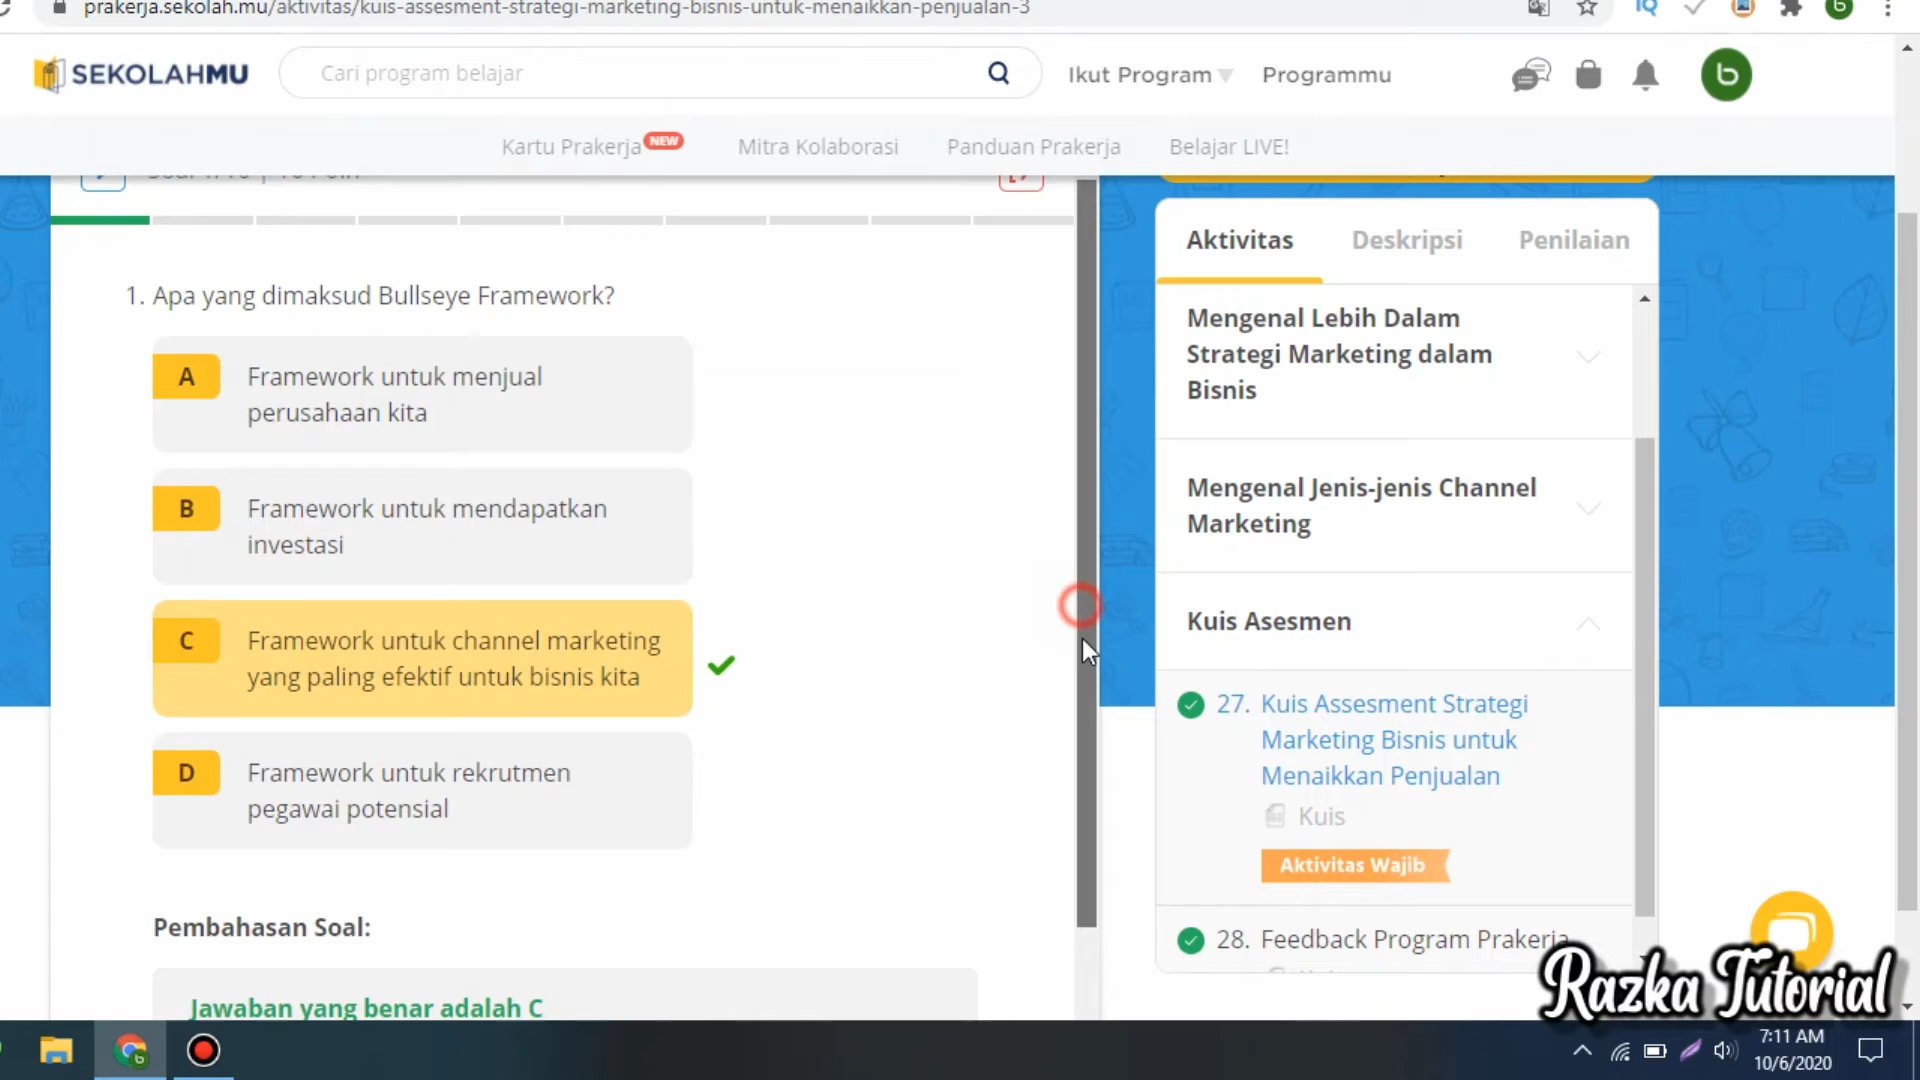 prakerja.sekolah.mu/aktivitas/kuis-assesment-strategi-marketing-bisnis-untuk-menaikkan-penjualan-3
SEKOLAHMU
Cari program belajar
Ikut Program
Programmu
b
Kartu Prakerja NEW
Mitra Kolaborasi
Panduan Prakerja
Belajar LIVE!
1. Apa yang dimaksud Bullseye Framework?
A
Framework untuk menjual
perusahaan kita
B
Framework untuk mendapatkan
investasi
C
Framework untuk channel marketing
yang paling efektif untuk bisnis kita
D
Framework untuk rekrutmen
pegawai potensial
Pembahasan Soal:
Jawaban yang benar adalah C
Aktivitas
Deskripsi
Penilaian
Mengenal Lebih Dalam
Strategi Marketing dalam
Bisnis
Mengenal Jenis-jenis Channel
Marketing
Kuis Asesmen
27. Kuis Assesment Strategi
Marketing Bisnis untuk
Menaikkan Penjualan
Kuis
Aktivitas Wajib
28. Feedback Program Prakerja
Razka Tutorial
7:11 AM
10/6/2020